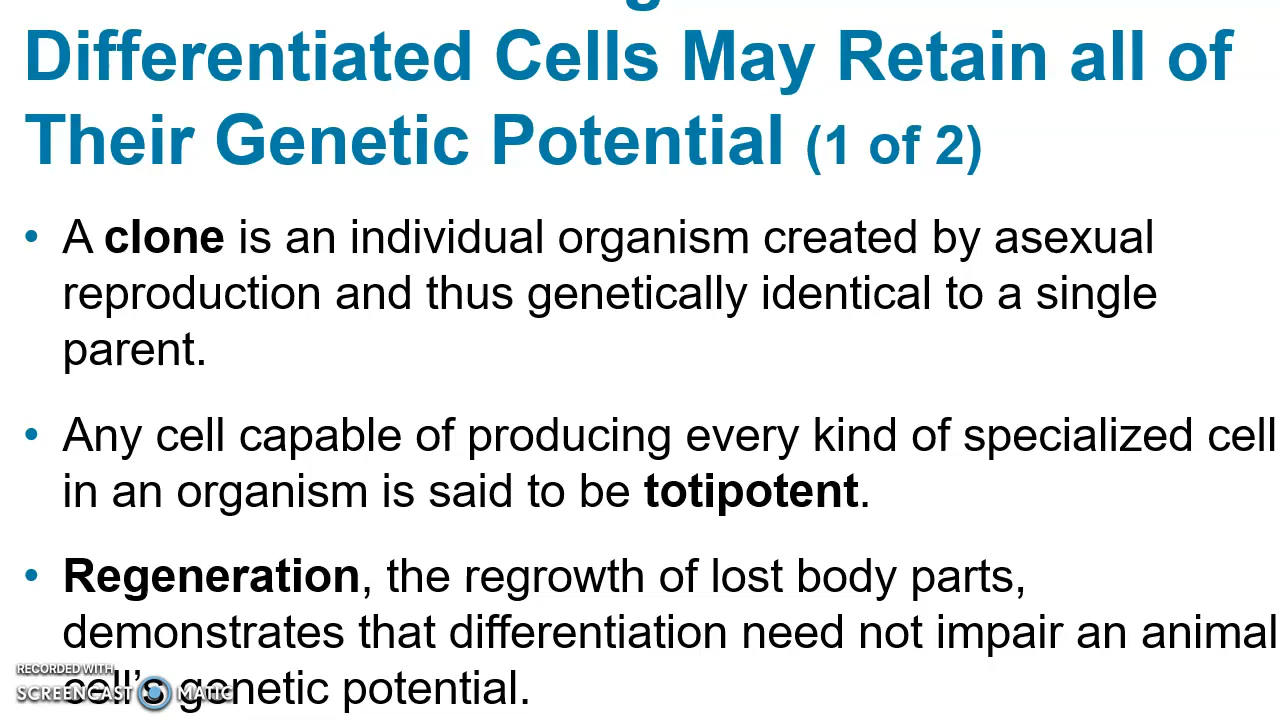 Differentiated Cells May Retain all of
Their Genetic Potential (1 of 2)
• A clone is an individual organism created by asexual
reproduction and thus genetically identical to a single
parent.
• Any cell capable of producing every kind of specialized cell
in an organism is said to be totipotent.
• Regeneration, the regrowth of lost body parts,
demonstrates that differentiation need not impair an animal
cell's genetic potential.
RECORDED WITH
SCREENCAST MATIC